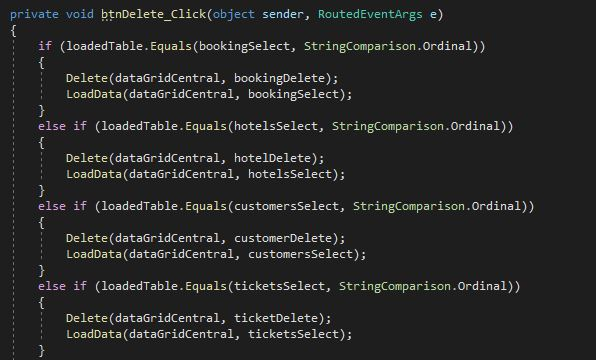 private void btnDelete_Click(object sender, RoutedEventArgs e)
{
if (loadedTable.Equals(bookingSelect, StringComparison.Ordinal))
{
Delete(dataGridCentral, bookingDelete);
LoadData(dataGridCentral, bookingSelect);
}
else if (loadedTable.Equals(hotelsSelect, StringComparison.Ordinal))
{
Delete(dataGridCentral, hotelDelete);
LoadData(dataGridCentral, hotelsSelect);
}
else if (loadedTable.Equals(customersSelect, StringComparison.Ordinal))
{
Delete(dataGridCentral, customerDelete);
LoadData(dataGridCentral, customersSelect);
}
else if (loadedTable.Equals(ticketsSelect, StringComparison.Ordinal))
{
Delete(dataGridCentral, ticketDelete);
LoadData(dataGridCentral, ticketsSelect);
}